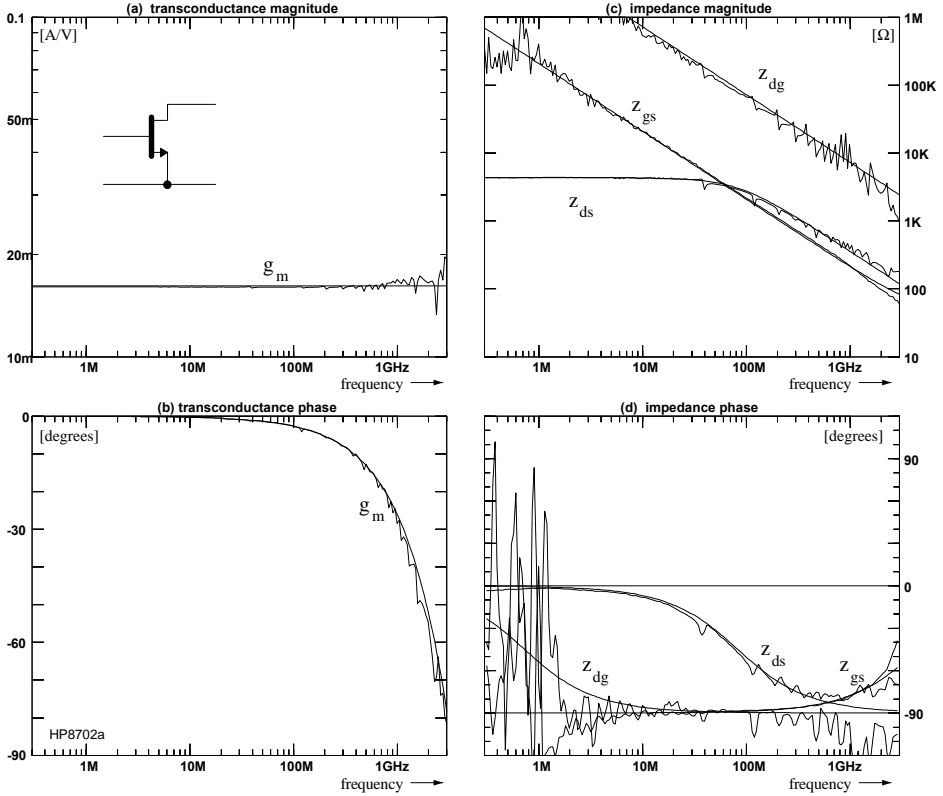 (a) transconductance magnitude
0.1
[A/V]
50m
20m
10m
g m
1M 10M 100M 1GHz
frequency
(c) impedance magnitude
1M
[Ω]
100K
10K
1K
100
10
z dg
z gs
z ds
1M 10M 100M 1GHz
frequency
(b) transconductance phase
0
[degrees]
-30
-60
-90
g m
HP8702a
1M 10M 100M 1GHz
frequency
(d) impedance phase
[degrees]
90
0
-90
z dg
z ds
z gs
1M 10M 100M 1GHz
frequency